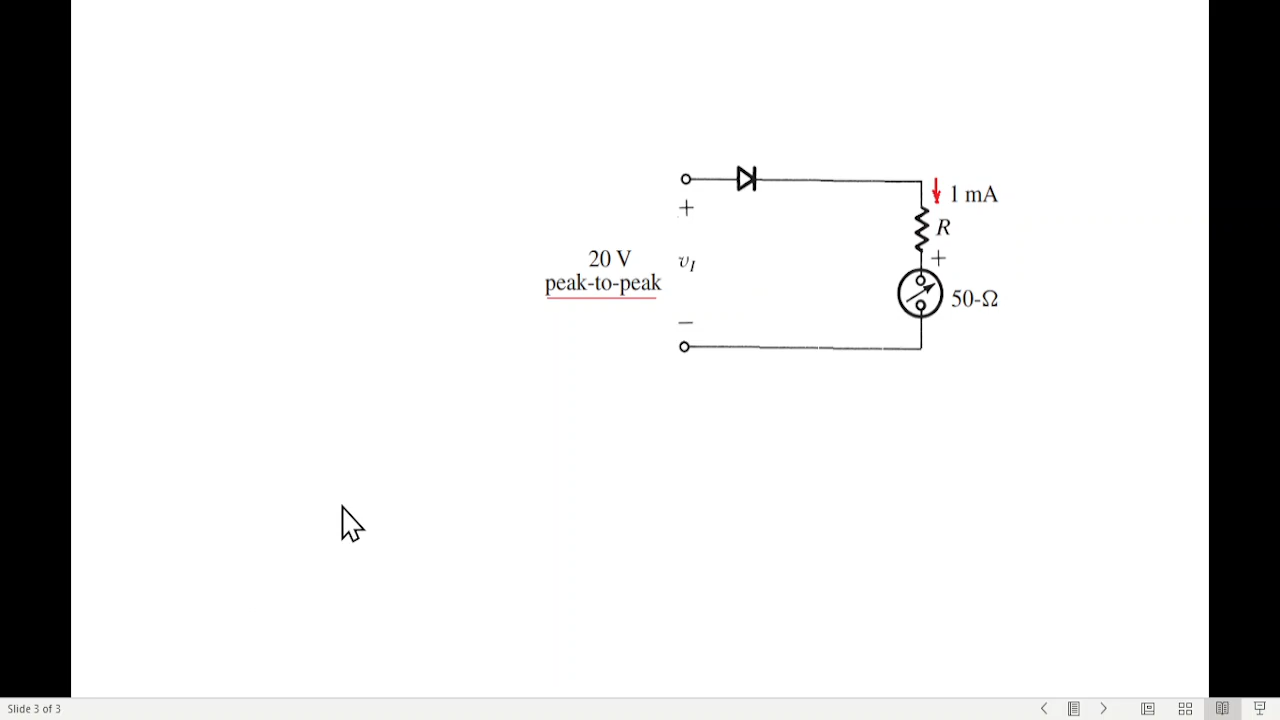 1 mA
R
+
+
20 V
v_I
peak-to-peak
50-Ω
−
Slide 3 of 3